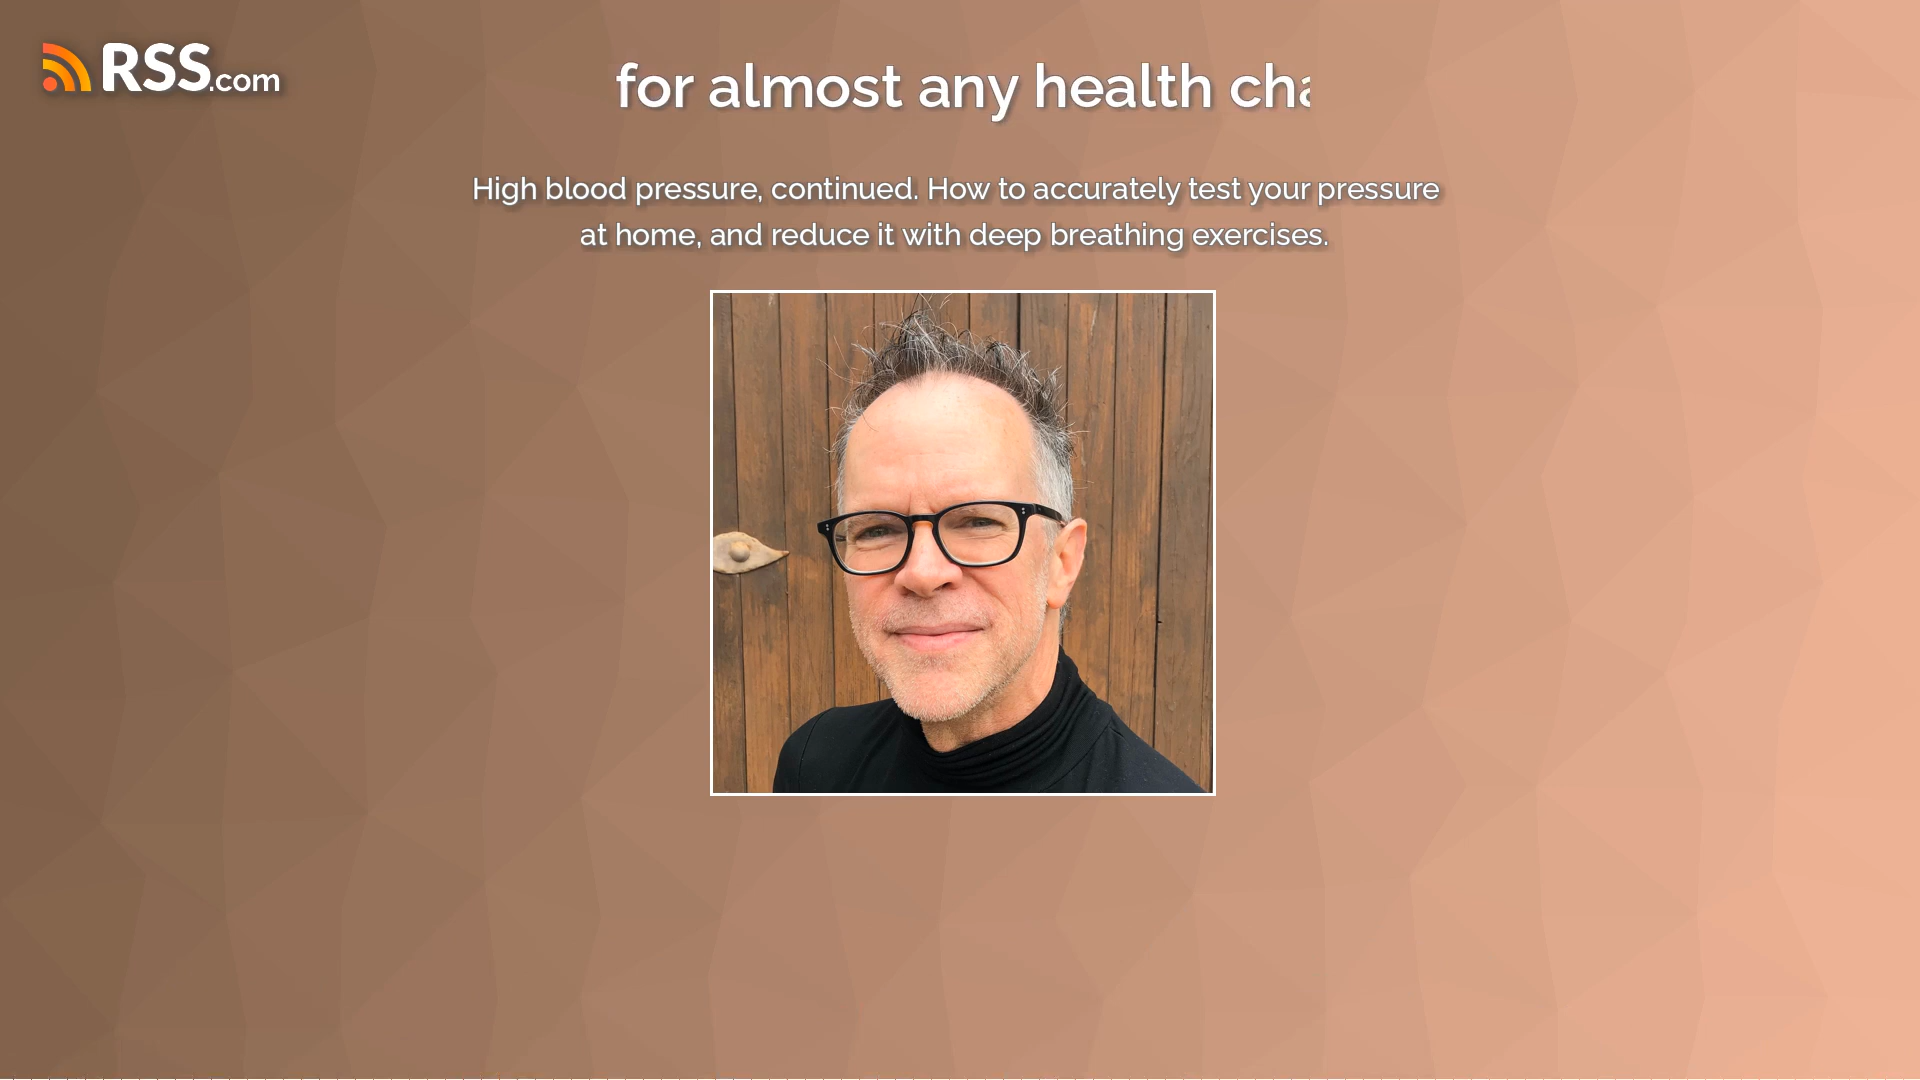 RSS.com
for almost any health
High blood pressure, continued. How to accurately test your pressure
at home, and reduce it with deep breathing exercises.